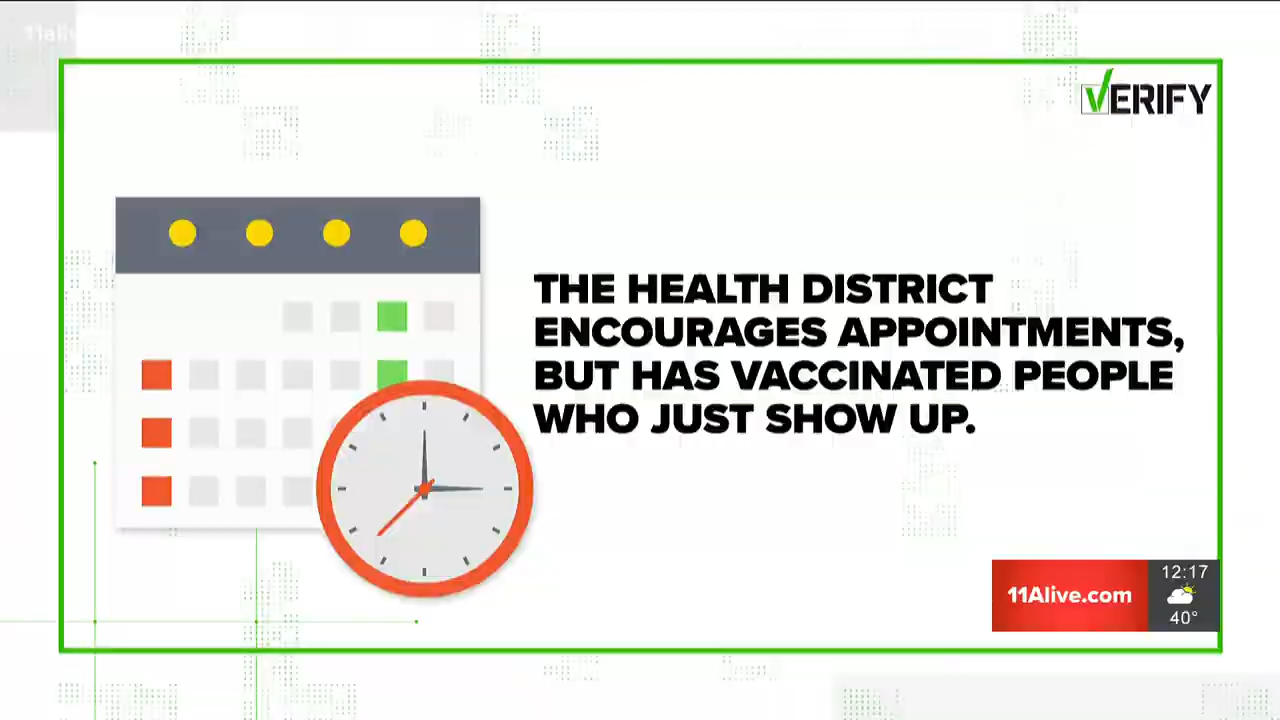 11aliv
VERIFY
THE HEALTH DISTRICT
ENCOURAGES APPOINTMENTS,
BUT HAS VACCINATED PEOPLE
WHO JUST SHOW UP.
11Alive.com
12:17
40°